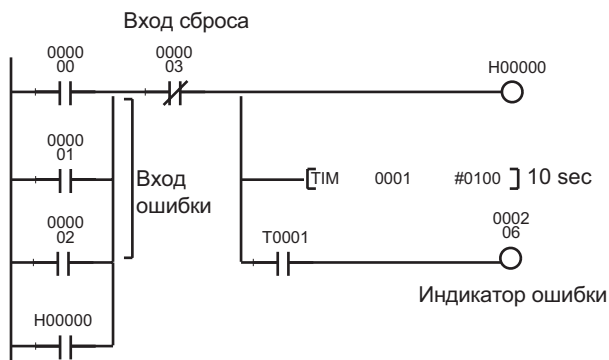 Вход сброса
0000
00
0000
03
H00000
0000
01
Вход
ошибки
[TIM 0001 #0100] 10 sec
0000
02
T0001
0002
06
Индикатор ошибки
H00000